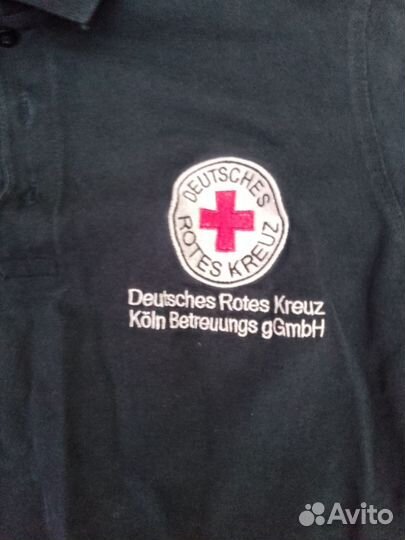 DEUTSCHES
ROTES KREUZ
Deutsches Rotes Kreuz
Köln Betreuungs gGmbH
Avito